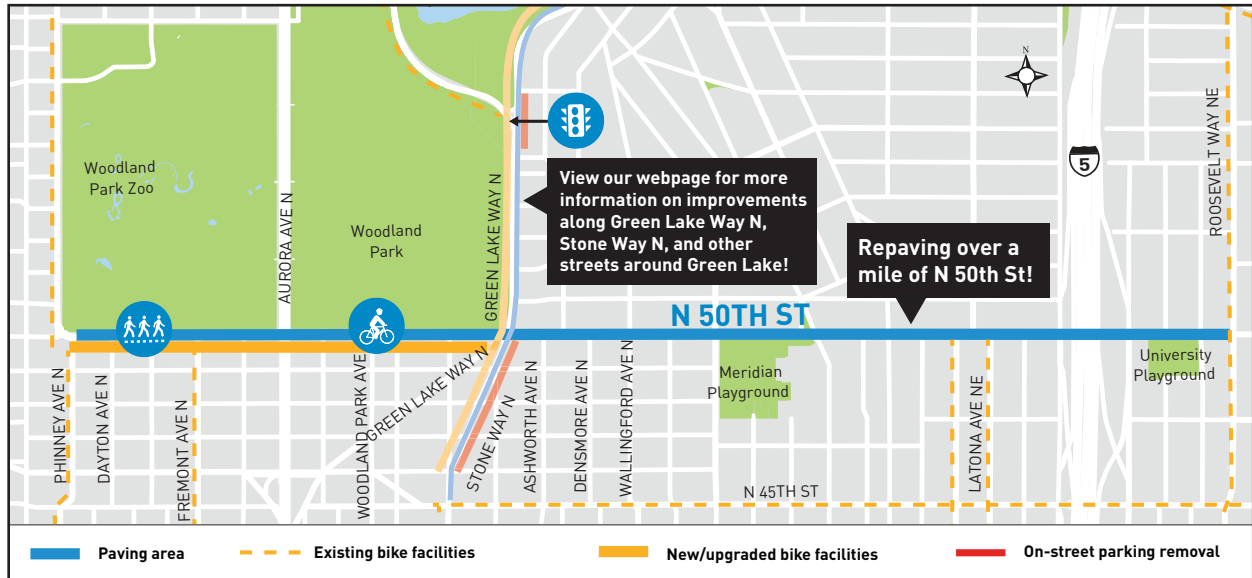 N
Woodland
Park Zoo
AURORA AVE N
Woodland
Park
GREEN LAKE WAY N
View our webpage for more
information on improvements
along Green Lake Way N,
Stone Way N, and other
streets around Green Lake!
5
ROOSEVELT WAY NE
Repaving over a
mile of N 50th St!
N 50TH ST
PHINNEY AVE N
DAYTON AVE N
FREMONT AVE N
WOODLAND PARK AVE
GREEN LAKE WAY N
STONE WAY N
ASHWORTH AVE N
DENSMORE AVE N
WALLINGFORD AVE N
Meridian
Playground
LATONA AVE NE
University
Playground
N 45TH ST
Paving area
Existing bike facilities
New/upgraded bike facilities
On-street parking removal